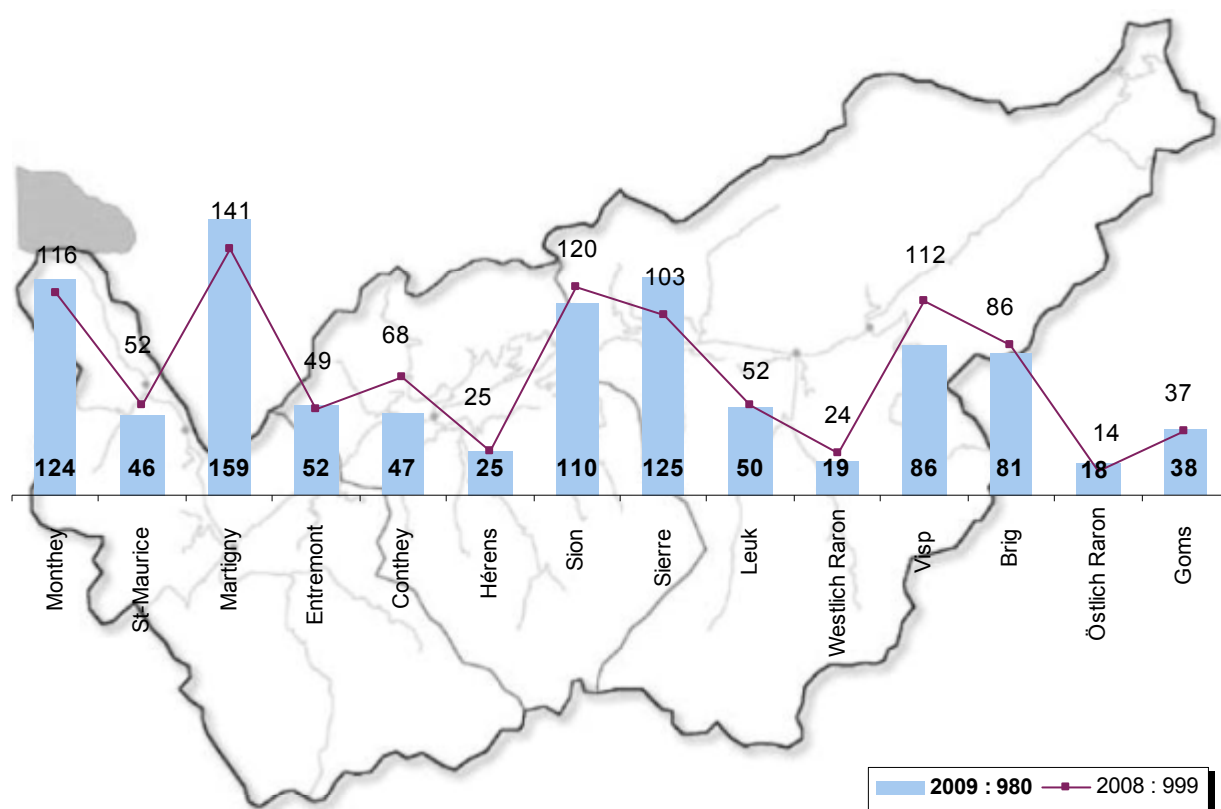 116
52
141
49
68
25
120
103
52
24
112
86
14
37
124
46
159
52
47
25
110
125
50
19
86
81
18
38
Monthey
St-Maurice
Martigny
Entremont
Conthey
Hérens
Sion
Sierre
Leuk
Westlich Raron
Visp
Brig
Östlich Raron
Goms
2009 : 980
2008 : 999